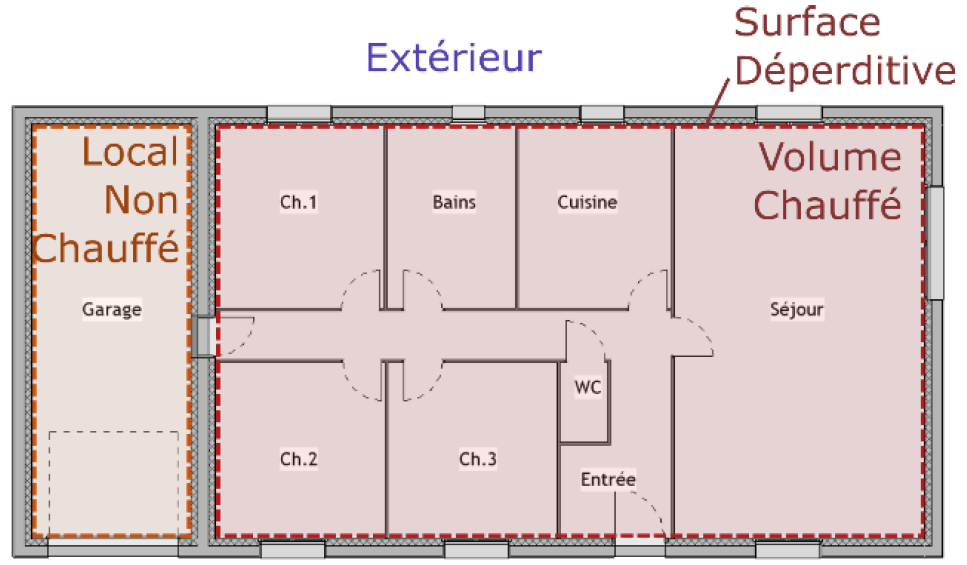 Extérieur
Surface
Déperditive
Local
Non
Chauffé
Volume
Chauffé
Ch.1
Bains
Cuisine
Garage
Séjour
WC
Ch.2
Ch.3
Entrée